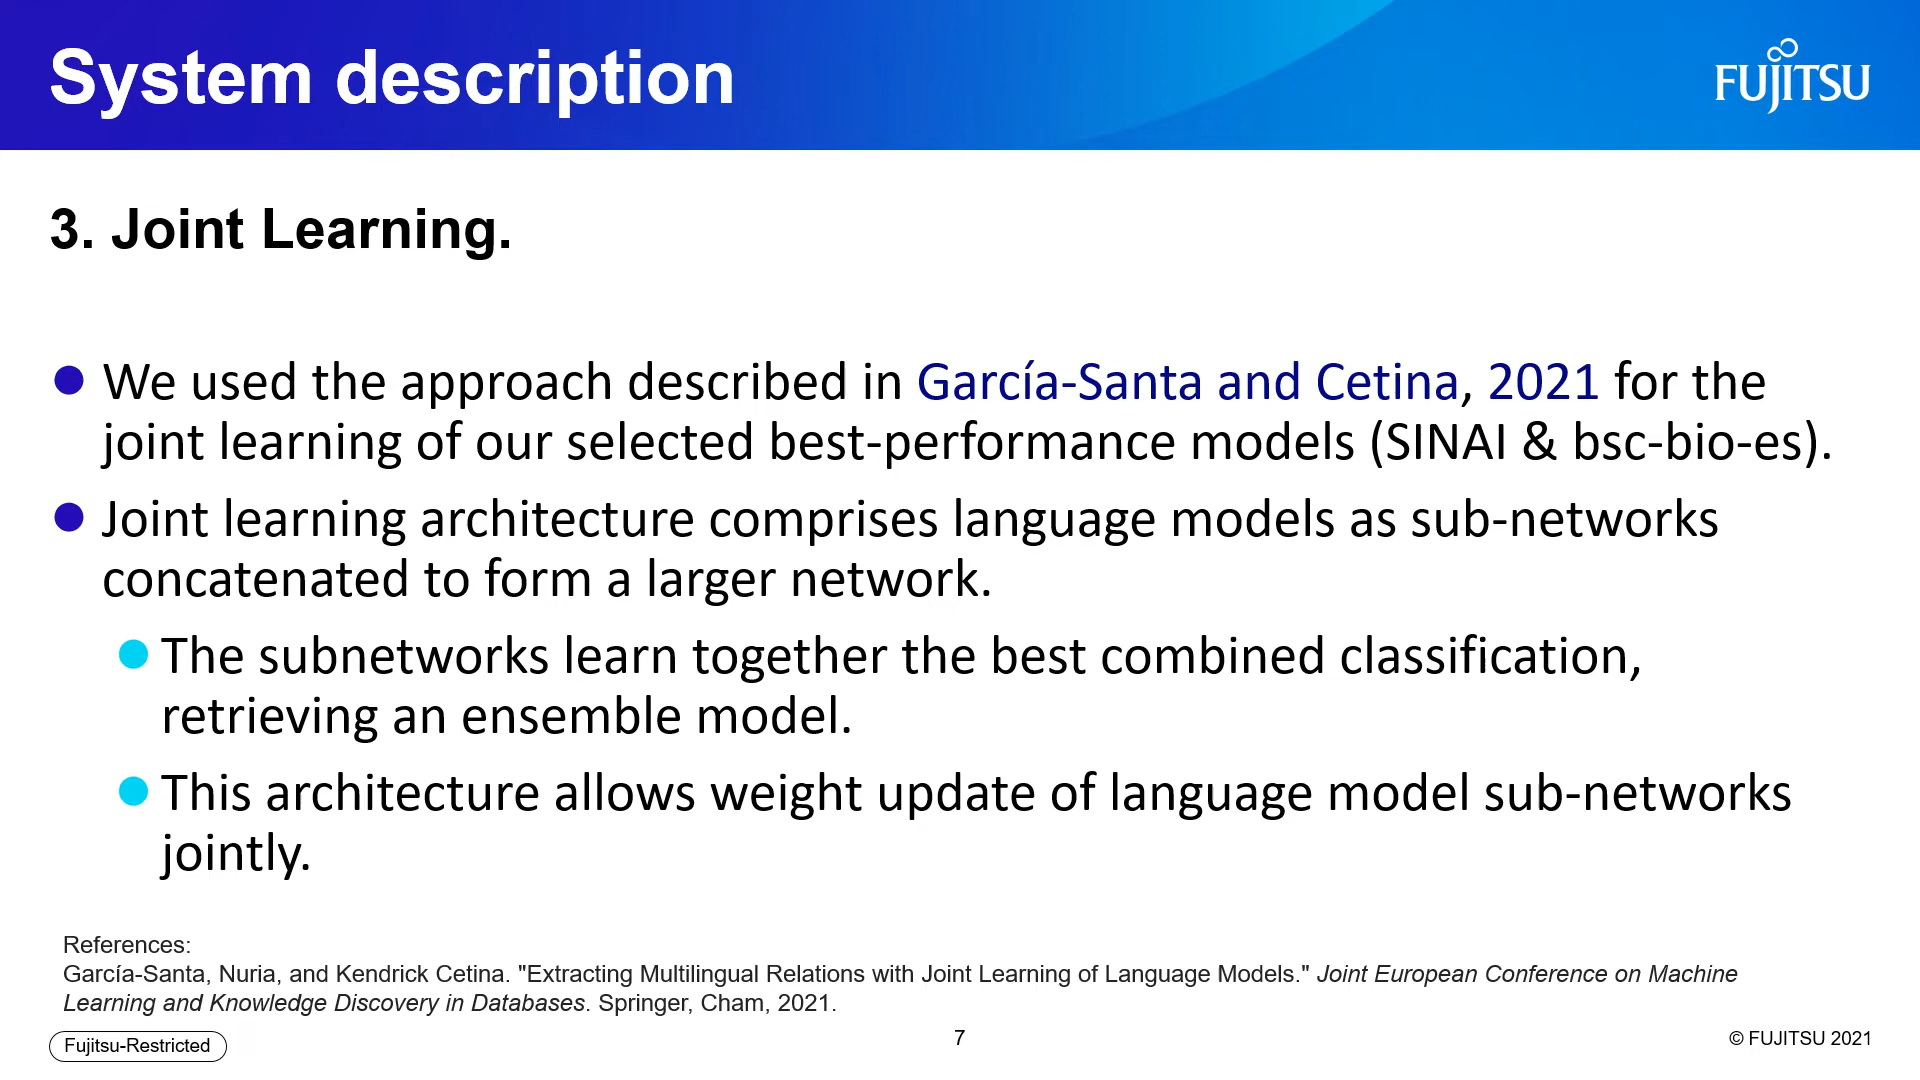 System description
FUJITSU
3. Joint Learning.
We used the approach described in García-Santa and Cetina, 2021 for the
joint learning of our selected best-performance models (SINAI & bsc-bio-es).
Joint learning architecture comprises language models as sub-networks
concatenated to form a larger network.
The subnetworks learn together the best combined classification,
retrieving an ensemble model.
This architecture allows weight update of language model sub-networks
jointly.
References:
García-Santa, Nuria, and Kendrick Cetina. "Extracting Multilingual Relations with Joint Learning of Language Models." Joint European Conference on Machine
Learning and Knowledge Discovery in Databases. Springer, Cham, 2021.
Fujitsu-Restricted
7
© FUJITSU 2021